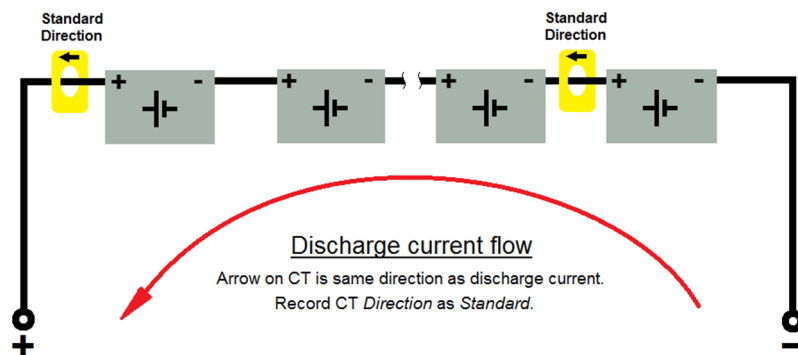 Standard
Direction
Standard
Direction
+ - + - + - + -
Discharge current flow
Arrow on CT is same direction as discharge current.
Record CT Direction as Standard.
+ -